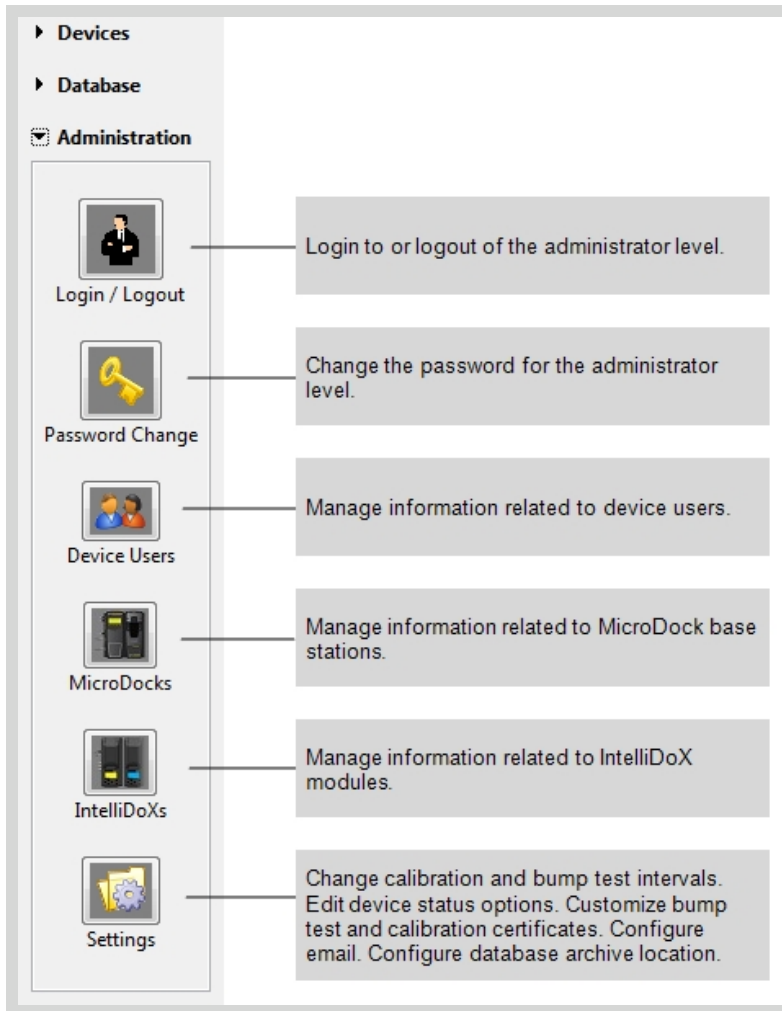 Devices
Database
Administration
Login / Logout
Login to or logout of the administrator level.
Password Change
Change the password for the administrator
level.
Device Users
Manage information related to device users.
MicroDocks
Manage information related to MicroDock base
stations.
IntelliDoXs
Manage information related to IntelliDoX
modules.
Settings
Change calibration and bump test intervals.
Edit device status options. Customize bump
test and calibration certificates. Configure
email. Configure database archive location.